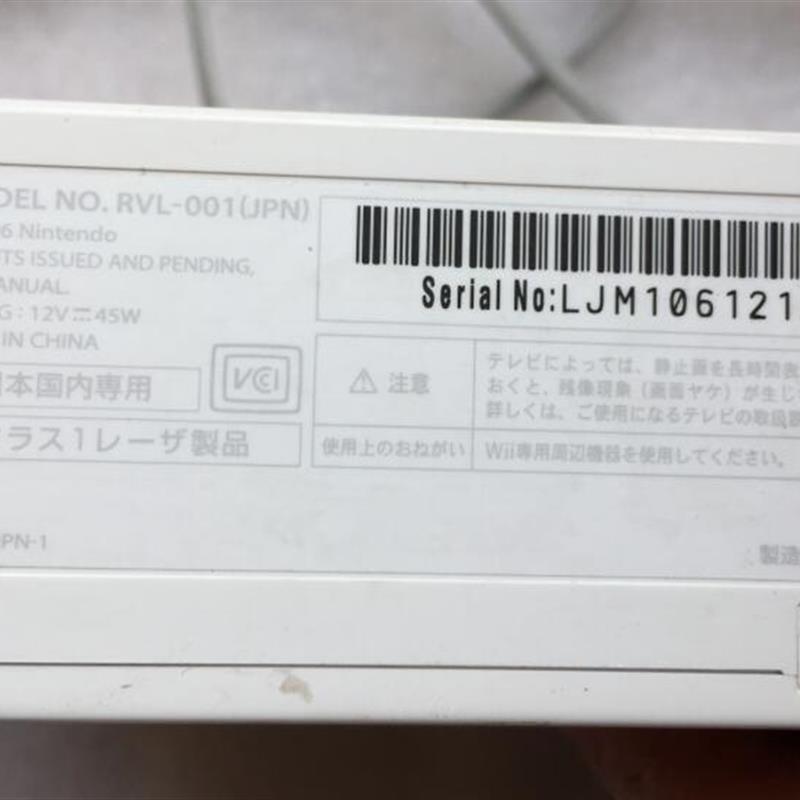 DEL NO. RVL-001(JPN)
6 Nintendo
TS ISSUED AND PENDING,
ANUAL.
G : 12V⎓45W
IN CHINA
日本国内専用
VCI
クラス1レーザ製品
PN-1
Serial No:LJM106121
⚠ 注意
テレビによっては、静止画を長時間表
おくと、残像現象（画面ヤケ）が生じ
詳しくは、ご使用になるテレビの取扱説
使用上のおねがい
Wii専用周辺機器を使用してください。
製造